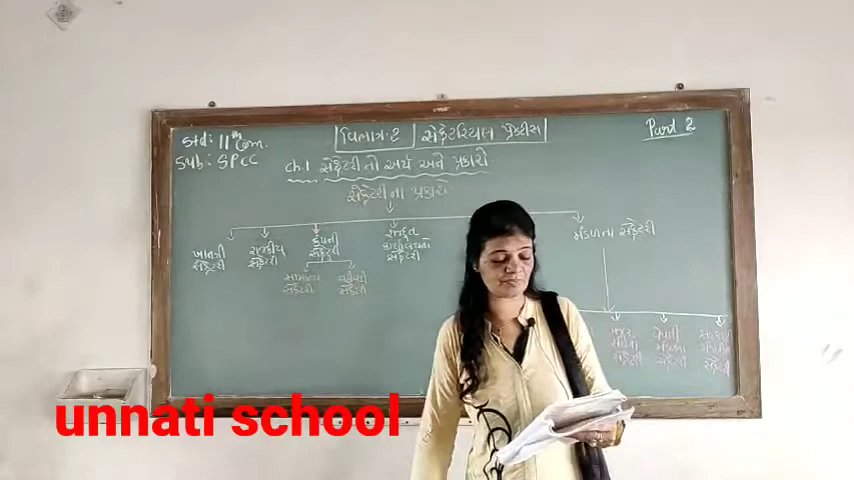 Std: 11th Com.
Sub: SPCC
વિભાગ: 2 સેક્રેટરિયલ પ્રેક્ટીસ
Part 2
ch.1 સેક્રેટરીનો અર્થ અને પ્રકારો
સેક્રેટરીના પ્રકારો
ખાનગી સેક્રેટરી
રાજકીય સેક્રેટરી
કંપની સેક્રેટરી
સેક્રેટરી
મંડળના સેક્રેટરી
સામાન્ય સેક્રેટરી
સેક્રેટરી
unnati school